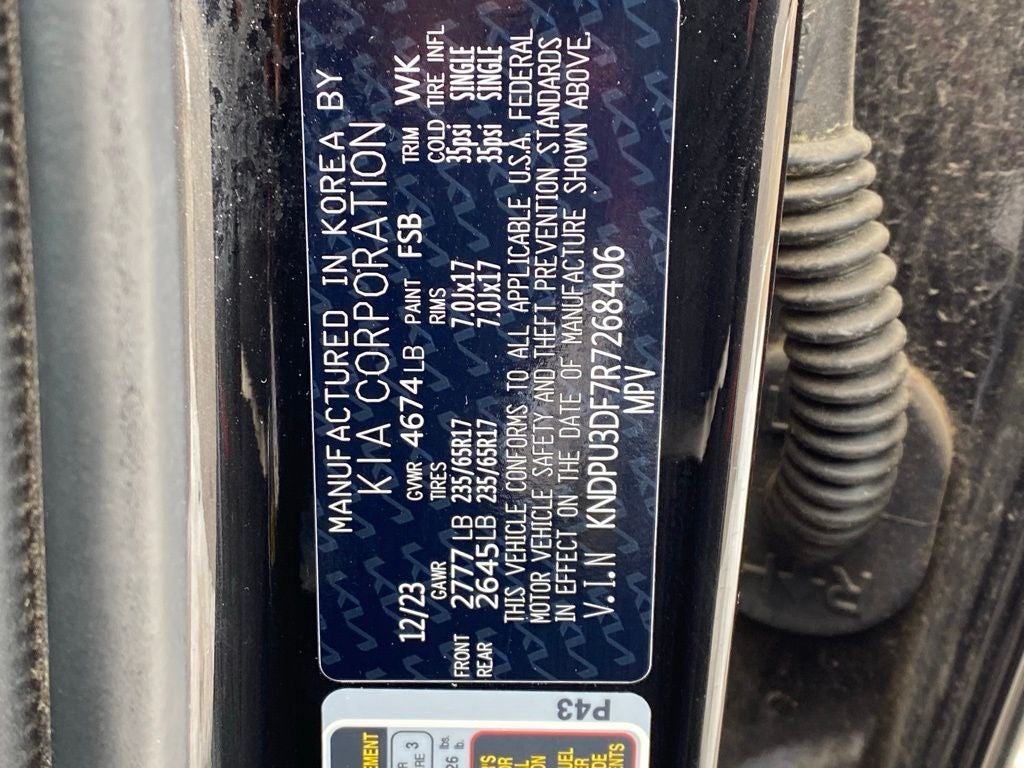 MANUFACTURED IN KOREA BY
KIA CORPORATION
12/23 GVWR 4674LB PAINT FSB TRIM WK
GAWR TIRES RIMS COLD TIRE INFL
FRONT 2777LB 235/65R17 7.0Jx17 35psi SINGLE
REAR 2645LB 235/65R17 7.0Jx17 35psi SINGLE
THIS VEHICLE CONFORMS TO ALL APPLICABLE U.S.A. FEDERAL
MOTOR VEHICLE SAFETY AND THEFT PREVENTION STANDARDS
IN EFFECT ON THE DATE OF MANUFACTURE SHOWN ABOVE.
V.I.N KNDPU3DF7R7268406
MPV
P43